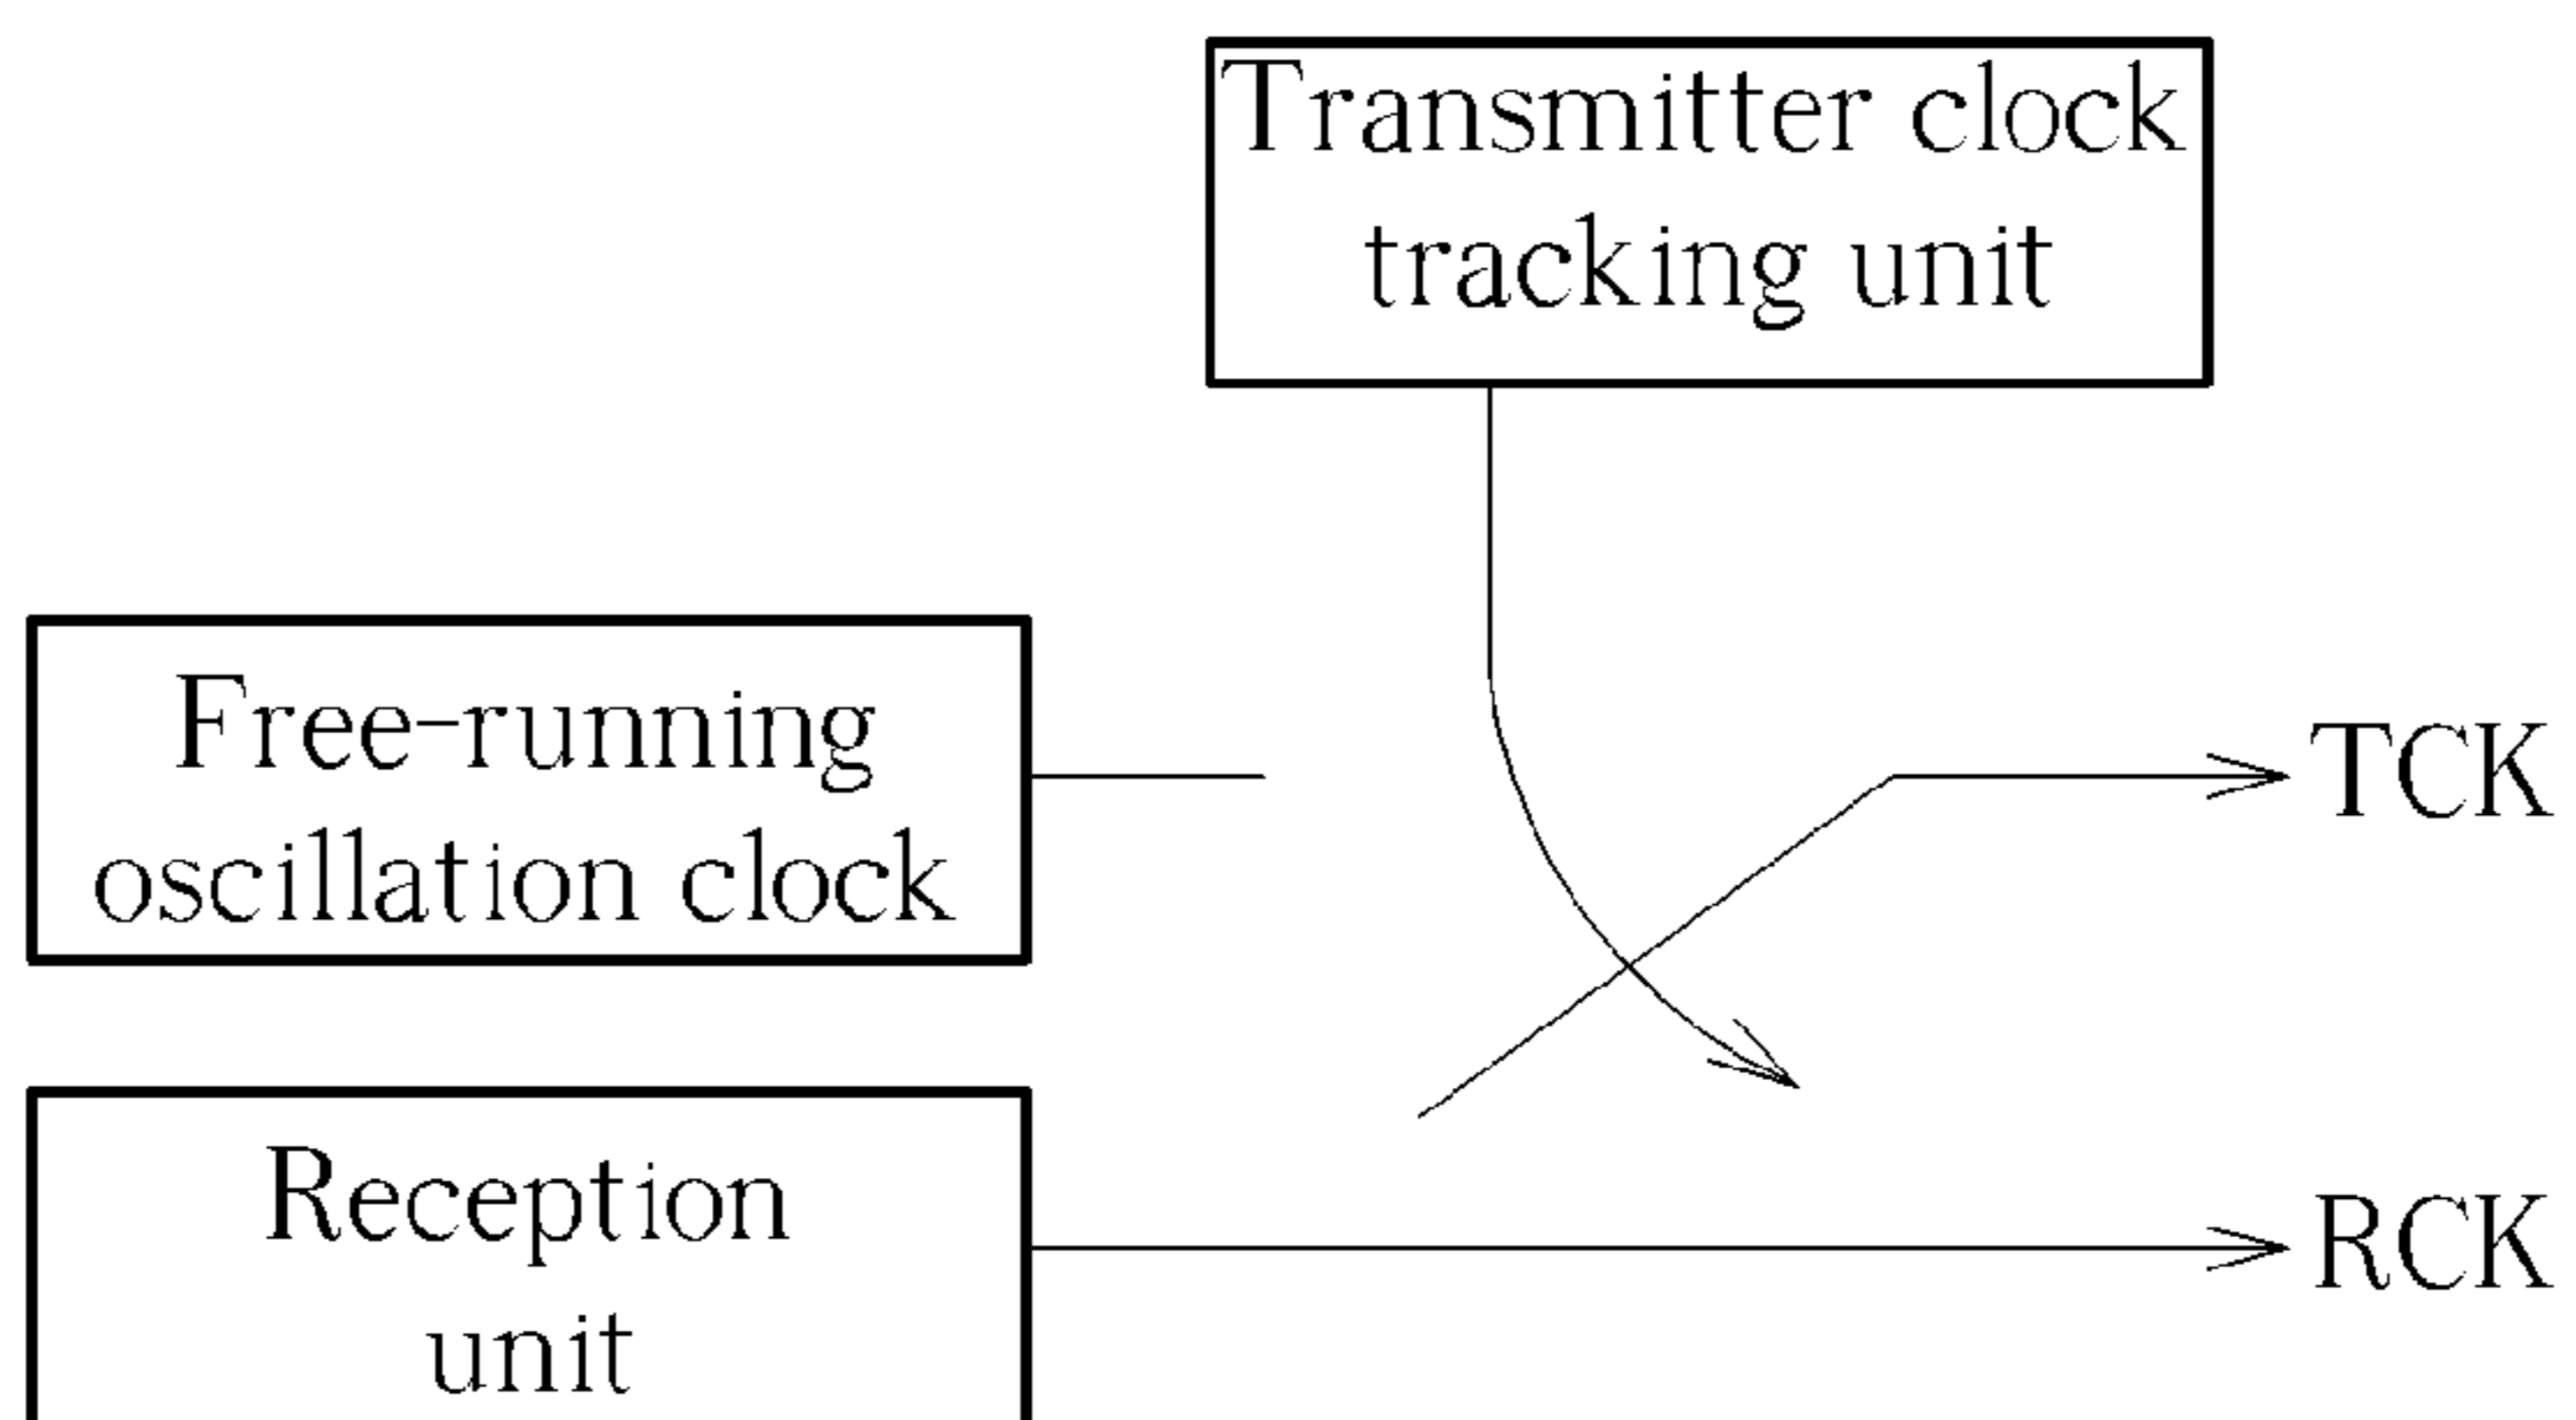 Transmitter clock
tracking unit
Free-running
oscillation clock
TCK
Reception
unit
RCK